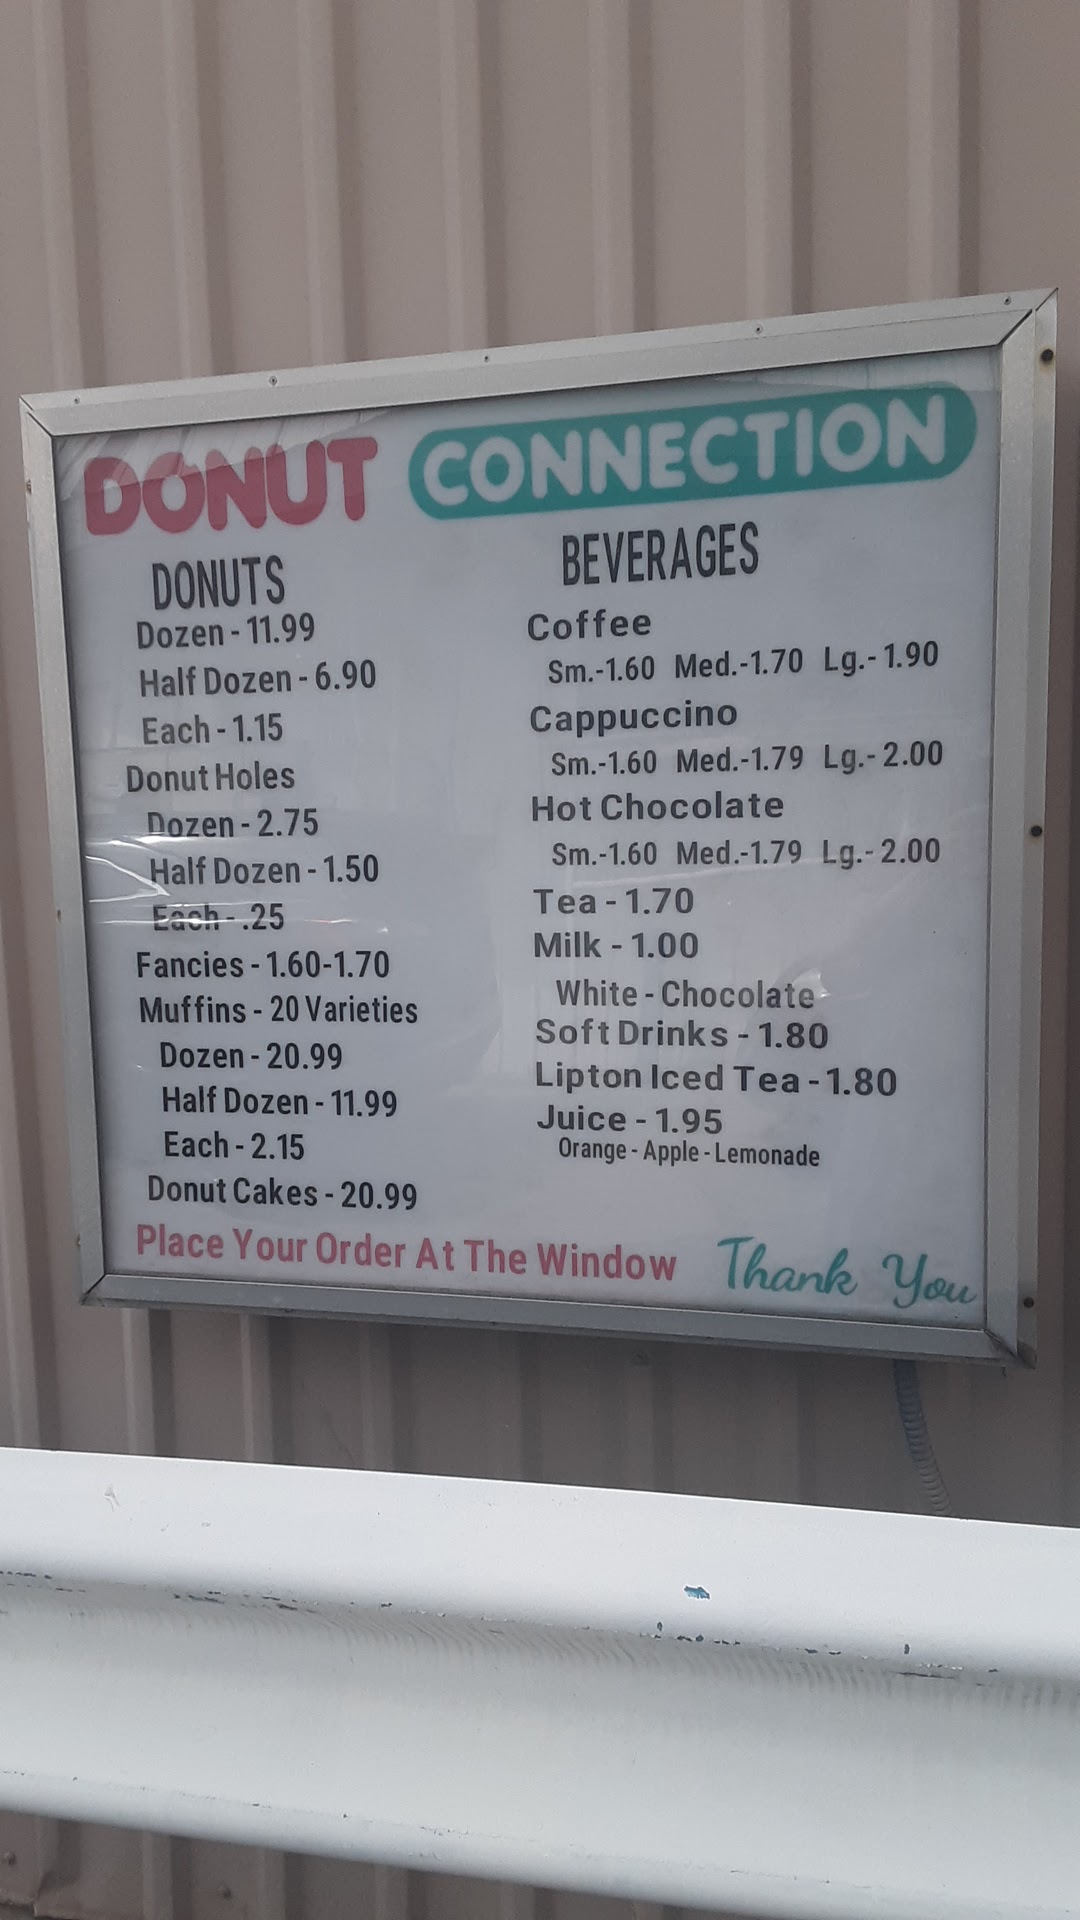 DONUT CONNECTION
DONUTS
Dozen - 11.99
Half Dozen - 6.90
Each - 1.15
Donut Holes
Dozen - 2.75
Half Dozen - 1.50
Each - .25
Fancies - 1.60-1.70
Muffins - 20 Varieties
Dozen - 20.99
Half Dozen - 11.99
Each - 2.15
Donut Cakes - 20.99
BEVERAGES
Coffee
Sm.-1.60 Med.-1.70 Lg.-1.90
Cappuccino
Sm.-1.60 Med.-1.79 Lg.-2.00
Hot Chocolate
Sm.-1.60 Med.-1.79 Lg.-2.00
Tea - 1.70
Milk - 1.00
White - Chocolate
Soft Drinks - 1.80
Lipton Iced Tea - 1.80
Juice - 1.95
Orange - Apple - Lemonade
Place Your Order At The Window Thank You